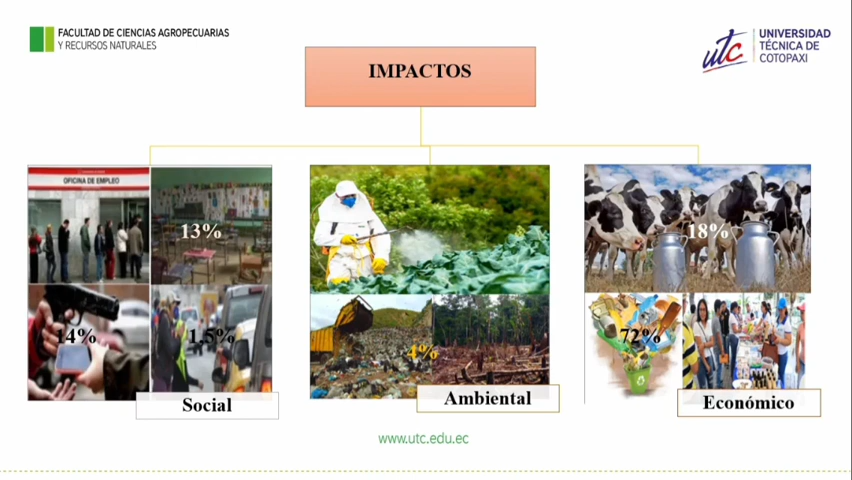 FACULTAD DE CIENCIAS AGROPECUARIAS
Y RECURSOS NATURALES
utc
UNIVERSIDAD
TÉCNICA DE
COTOPAXI
IMPACTOS
OFICINA DE EMPLEO
13%
14%
1.5%
Social
4%
Ambiental
18%
72%
Económico
www.utc.edu.ec